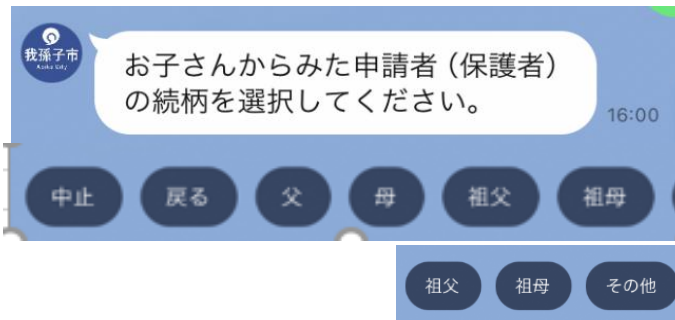 我孫子市
お子さんからみた申請者（保護者）
の続柄を選択してください。
16:00
中止 戻る 父 母 祖父 祖母
祖父 祖母 その他